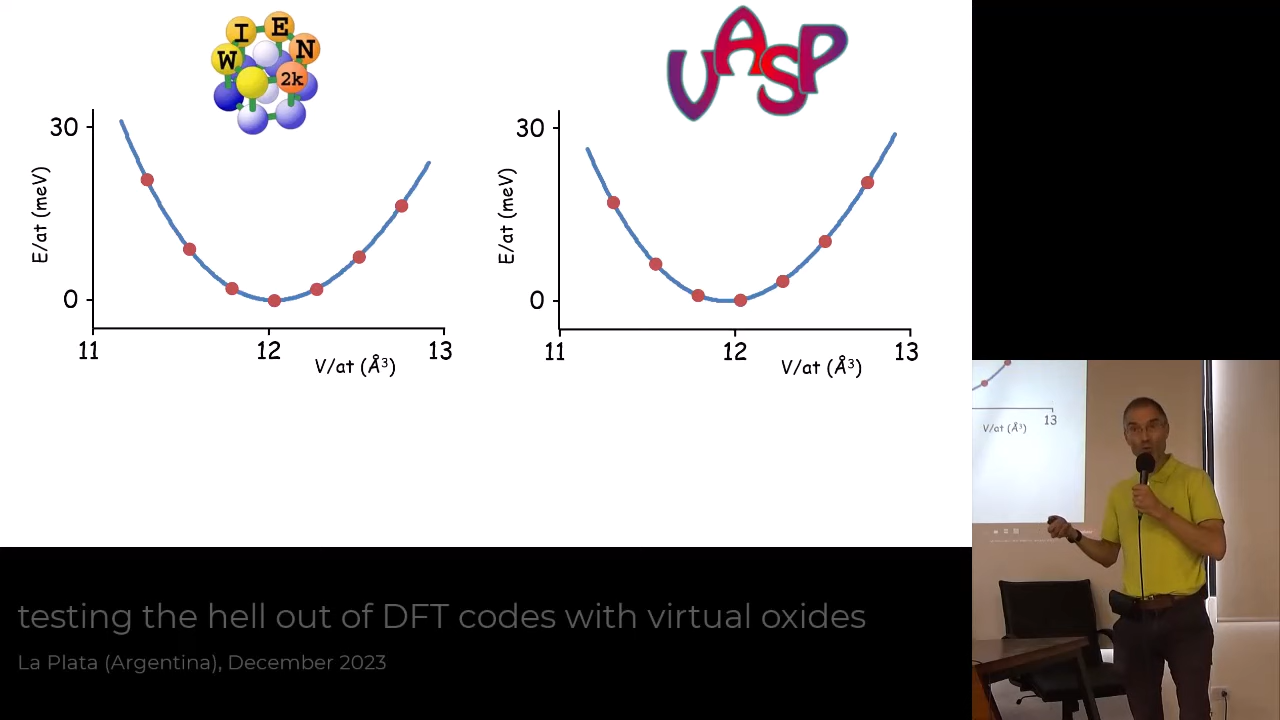 W I E N 2k
VASP
30
E/at (meV)
0
11 12 13
V/at (Å³)
30
E/at (meV)
0
11 12 13
V/at (Å³)
13
V/at (Å³)
testing the hell out of DFT codes with virtual oxides
La Plata (Argentina), December 2023